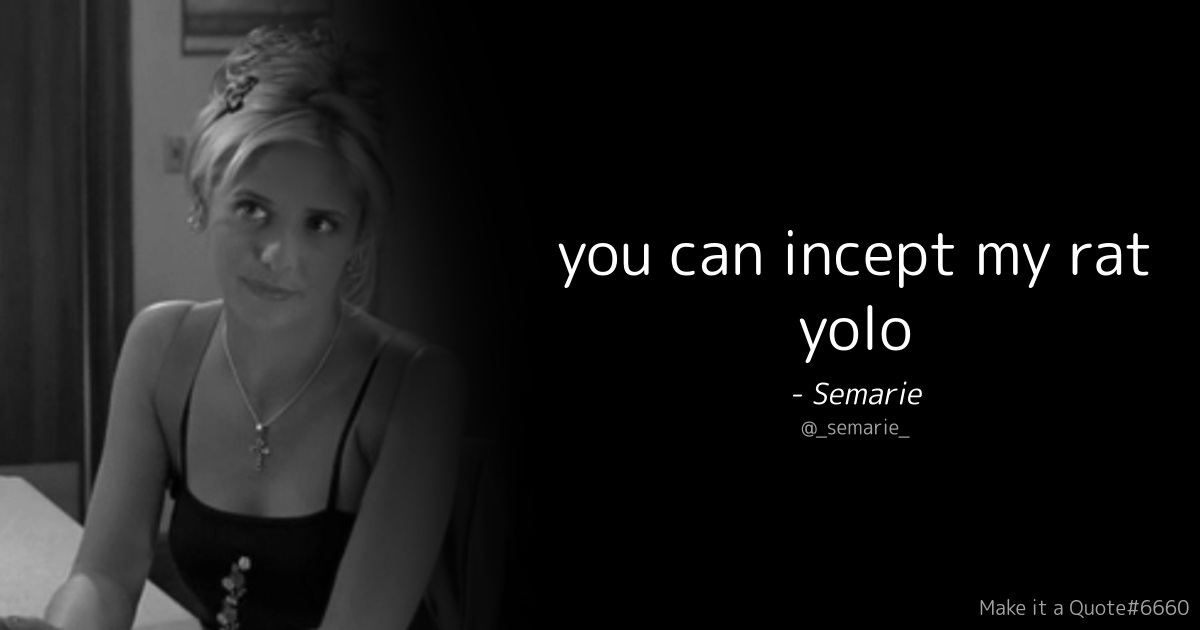 you can incept my rat
yolo
- Semarie
@_semarie_
Make it a Quote#6660